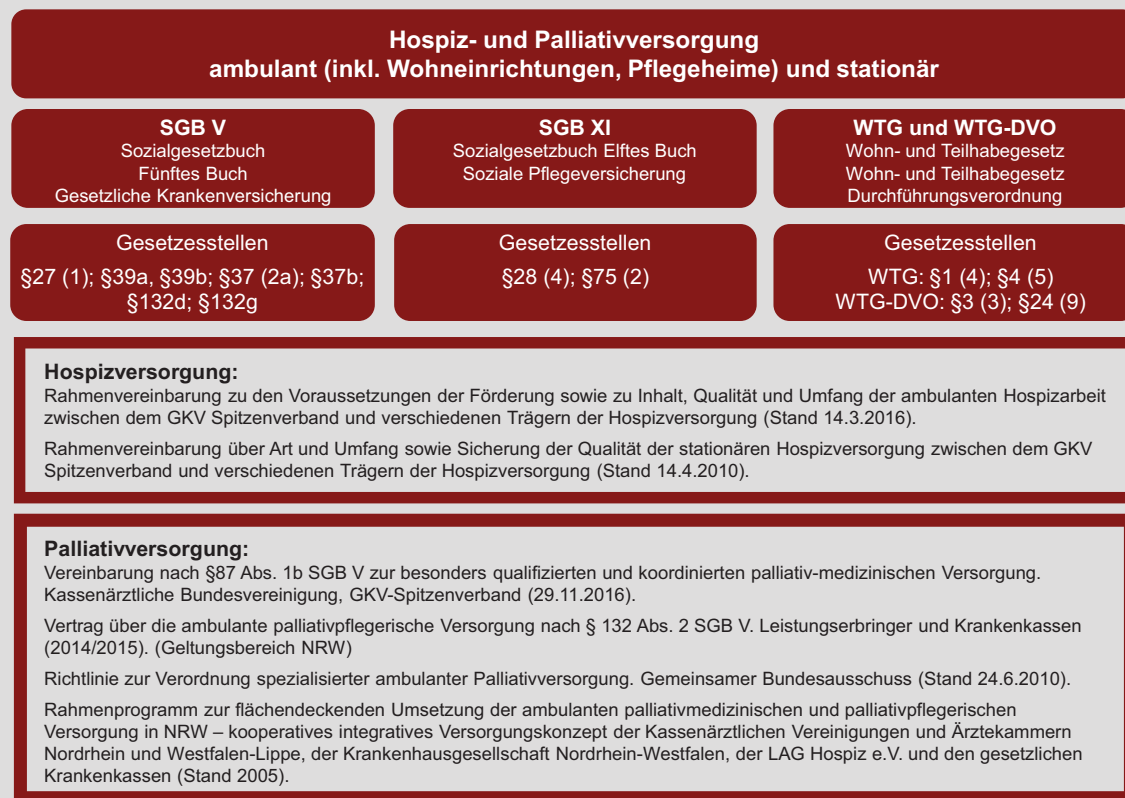 Hospiz- und Palliativversorgung
ambulant (inkl. Wohneinrichtungen, Pflegeheime) und stationär
SGB V
Sozialgesetzbuch
Fünftes Buch
Gesetzliche Krankenversicherung
SGB XI
Sozialgesetzbuch Elftes Buch
Soziale Pflegeversicherung
WTG und WTG-DVO
Wohn- und Teilhabegesetz
Wohn- und Teilhabegesetz
Durchführungsverordnung
Gesetzesstellen
§27 (1); §39a, §39b; §37 (2a); §37b;
§132d; §132g
Gesetzesstellen
§28 (4); §75 (2)
Gesetzesstellen
WTG: §1 (4); §4 (5)
WTG-DVO: §3 (3); §24 (9)
Hospizversorgung:
Rahmenvereinbarung zu den Voraussetzungen der Förderung sowie zu Inhalt, Qualität und Umfang der ambulanten Hospizarbeit
zwischen dem GKV Spitzenverband und verschiedenen Trägern der Hospizversorgung (Stand 14.3.2016).
Rahmenvereinbarung über Art und Umfang sowie Sicherung der Qualität der stationären Hospizversorgung zwischen dem GKV
Spitzenverband und verschiedenen Trägern der Hospizversorgung (Stand 14.4.2010).
Palliativversorgung:
Vereinbarung nach §87 Abs. 1b SGB V zur besonders qualifizierten und koordinierten palliativ-medizinischen Versorgung.
Kassenärztliche Bundesvereinigung, GKV-Spitzenverband (29.11.2016).
Vertrag über die ambulante palliativpflegerische Versorgung nach § 132 Abs. 2 SGB V. Leistungserbringer und Krankenkassen
(2014/2015). (Geltungsbereich NRW)
Richtlinie zur Verordnung spezialisierter ambulanter Palliativversorgung. Gemeinsamer Bundesausschuss (Stand 24.6.2010).
Rahmenprogramm zur flächendeckenden Umsetzung der ambulanten palliativmedizinischen und palliativpflegerischen
Versorgung in NRW – kooperatives integratives Versorgungskonzept der Kassenärztlichen Vereinigungen und Ärztekammern
Nordrhein und Westfalen-Lippe, der Krankenhausgesellschaft Nordrhein-Westfalen, der LAG Hospiz e.V. und den gesetzlichen
Krankenkassen (Stand 2005).